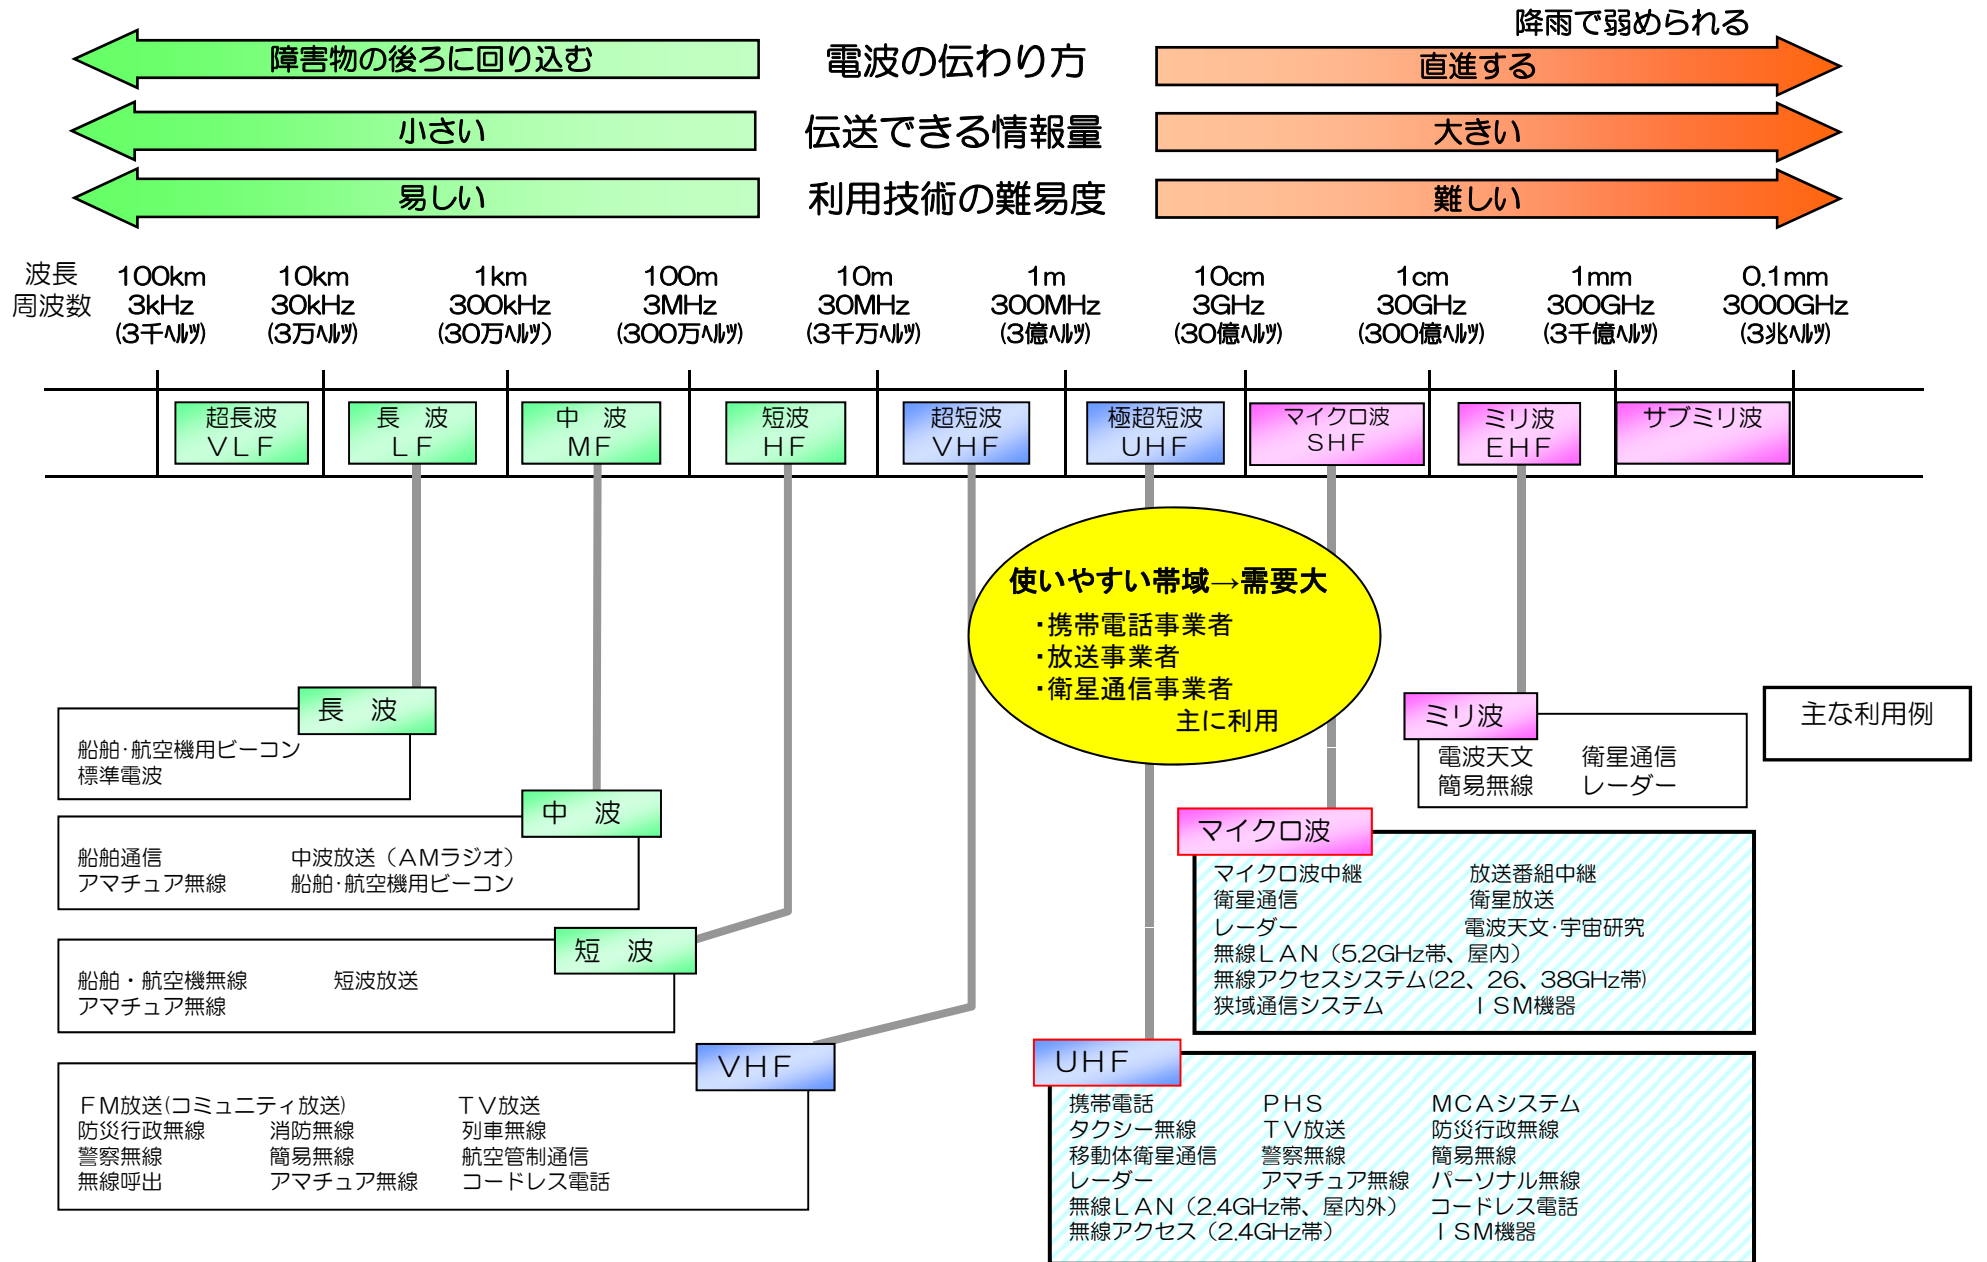 降雨で弱められる
障害物の後ろに回り込む 電波の伝わり方 直進する
小さい 伝送できる情報量 大きい
易しい 利用技術の難易度 難しい
波長 100km 10km 1km 100m 10m 1m 10cm 1cm 1mm 0.1mm
周波数 3kHz 30kHz 300kHz 3MHz 30MHz 300MHz 3GHz 30GHz 300GHz 3000GHz
(3千ﾍﾙﾂ) (3万ﾍﾙﾂ) (30万ﾍﾙﾂ) (300万ﾍﾙﾂ) (3千万ﾍﾙﾂ) (3億ﾍﾙﾂ) (30億ﾍﾙﾂ) (300億ﾍﾙﾂ) (3千億ﾍﾙﾂ) (3兆ﾍﾙﾂ)
超長波 長　波 中　波 短波 超短波 極超短波 マイクロ波 ミリ波 サブミリ波
ＶＬＦ ＬＦ ＭＦ ＨＦ ＶＨＦ ＵＨＦ ＳＨＦ ＥＨＦ
使いやすい帯域→需要大
・携帯電話事業者
・放送事業者
・衛星通信事業者
主に利用
長　波
船舶・航空機用ビーコン
標準電波
中　波
船舶通信 中波放送（ＡＭラジオ）
アマチュア無線 船舶・航空機用ビーコン
短　波
船舶・航空機無線 短波放送
アマチュア無線
ＶＨＦ
ＦＭ放送(コミュニティ放送) ＴＶ放送
防災行政無線 消防無線 列車無線
警察無線 簡易無線 航空管制通信
無線呼出 アマチュア無線 コードレス電話
ミリ波
電波天文 衛星通信
簡易無線 レーダー
主な利用例
マイクロ波
マイクロ波中継 放送番組中継
衛星通信 衛星放送
レーダー 電波天文・宇宙研究
無線ＬＡＮ（5.2GHz帯、屋内）
無線アクセスシステム(22、26、38GHz帯)
狭域通信システム ＩＳＭ機器
ＵＨＦ
携帯電話 ＰＨＳ ＭＣＡシステム
タクシー無線 ＴＶ放送 防災行政無線
移動体衛星通信 警察無線 簡易無線
レーダー アマチュア無線 パーソナル無線
無線ＬＡＮ（2.4GHz帯、屋内外） コードレス電話
無線アクセス（2.4GHz帯） ＩＳＭ機器